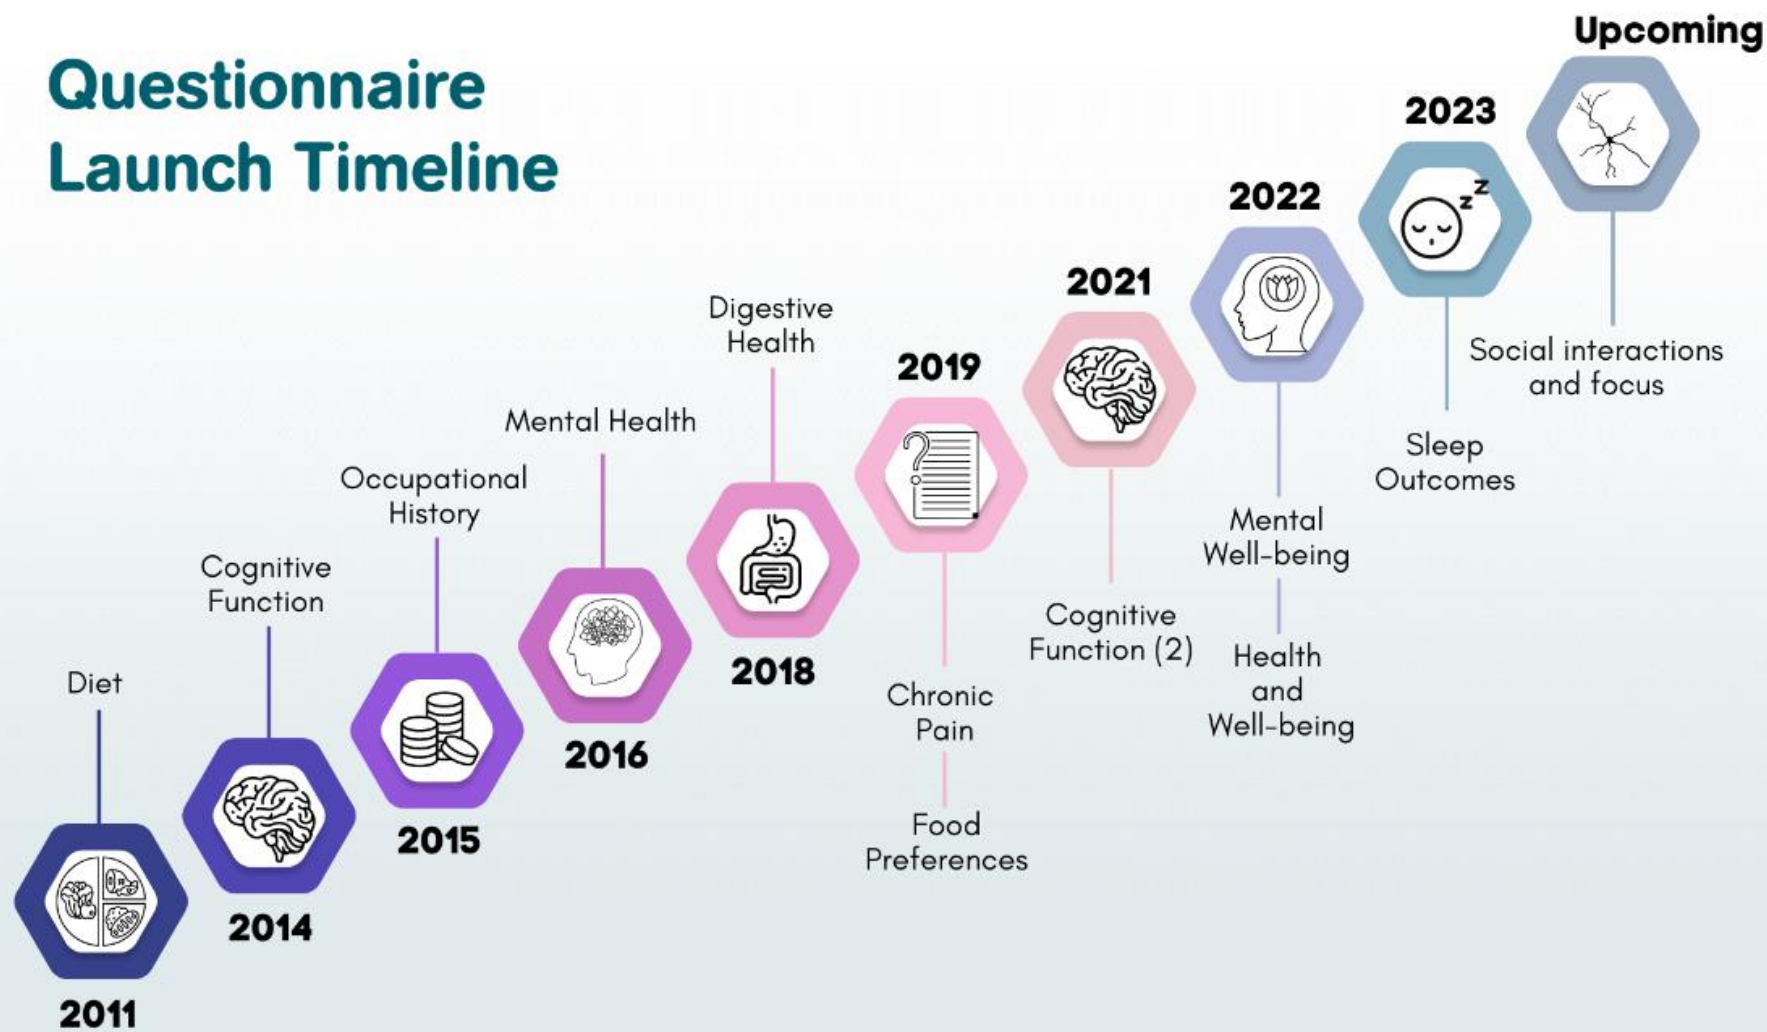 Questionnaire
Launch Timeline
Diet
2011
Cognitive
Function
2014
Occupational
History
2015
Mental Health
2016
Digestive
Health
2018
2019
?
Chronic
Pain
Food
Preferences
2021
Cognitive
Function (2)
2022
Mental
Well-being
Health
and
Well-being
2023
z z
Sleep
Outcomes
Upcoming
Social interactions
and focus